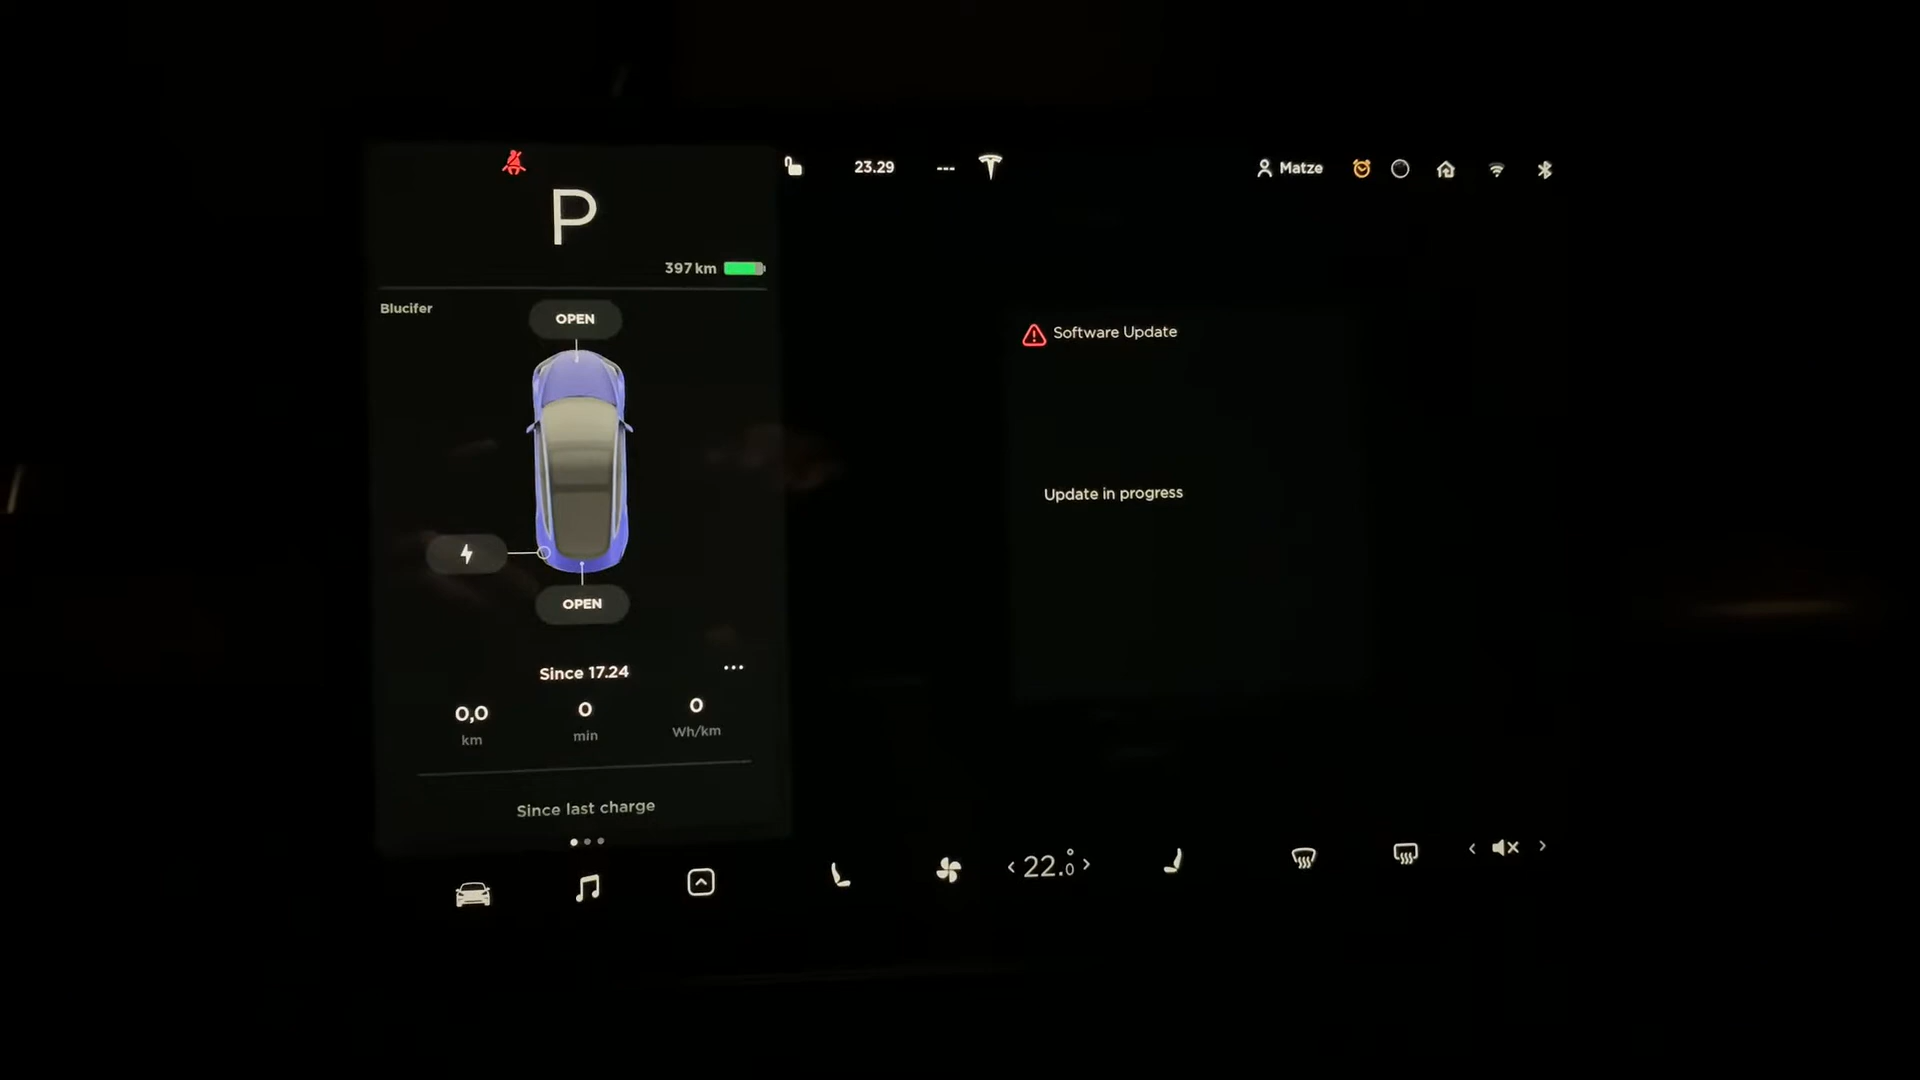 P
397 km
Blucifer
OPEN
OPEN
Since 17.24
0,0
km
0
min
0
Wh/km
Since last charge
23.29
---
Matze
Software Update
Update in progress
22.0°